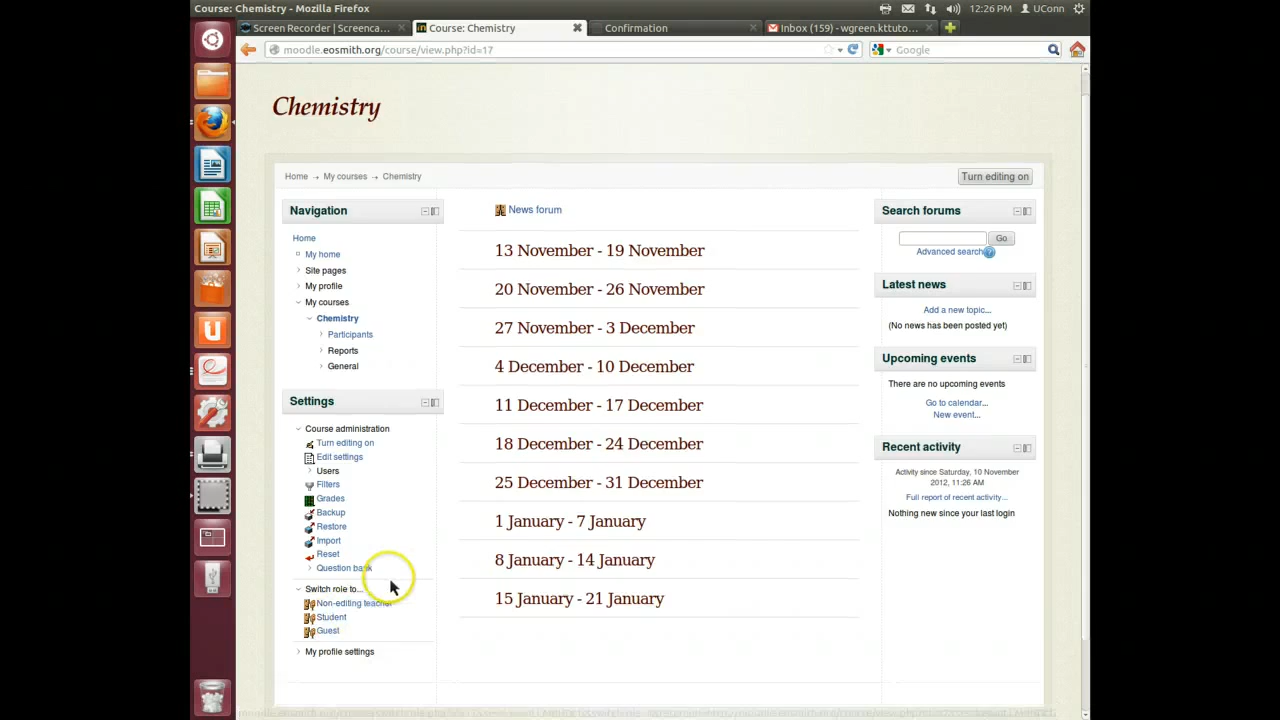 Course: Chemistry - Mozilla Firefox
12:26 PM
UConn
Screen Recorder | Screenca...
Course: Chemistry
Confirmation
Inbox (159) - wgreen.kttuto...
moodle.eosmith.org/course/view.php?id=17
Google
Chemistry
Home → My courses → Chemistry
Turn editing on
Navigation
Home
My home
Site pages
My profile
My courses
Chemistry
Participants
Reports
General
Settings
Course administration
Turn editing on
Edit settings
Users
Filters
Grades
Backup
Restore
Import
Reset
Question bank
Switch role to...
Non-editing teacher
Student
Guest
My profile settings
News forum
13 November - 19 November
20 November - 26 November
27 November - 3 December
4 December - 10 December
11 December - 17 December
18 December - 24 December
25 December - 31 December
1 January - 7 January
8 January - 14 January
15 January - 21 January
Search forums
Go
Advanced search
Latest news
Add a new topic...
(No news has been posted yet)
Upcoming events
There are no upcoming events
Go to calendar...
New event...
Recent activity
Activity since Saturday, 10 November
2012, 11:26 AM
Full report of recent activity...
Nothing new since your last login